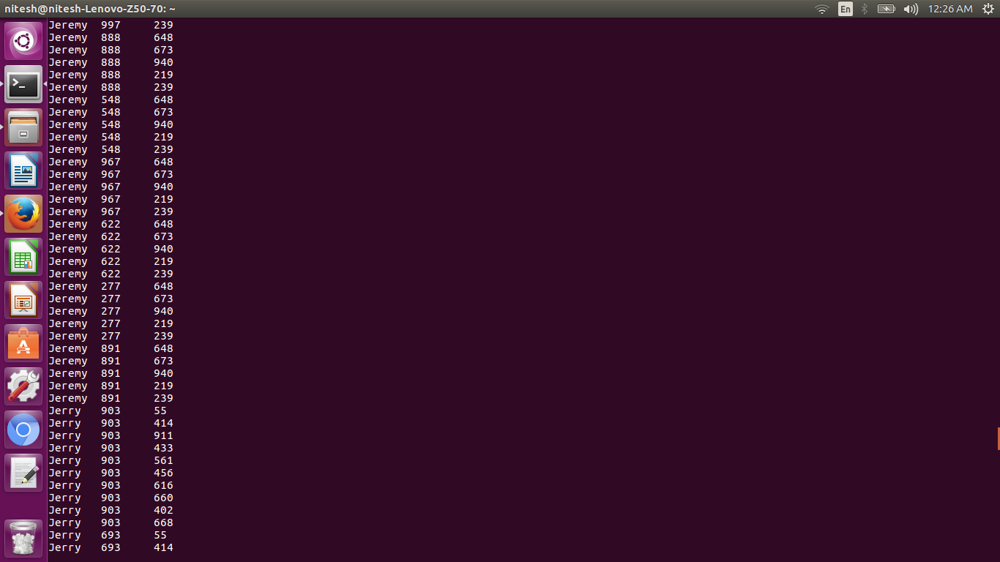 nitesh@nitesh-Lenovo-Z50-70: ~ En 12:26 AM
Jeremy 997 239
Jeremy 888 648
Jeremy 888 673
Jeremy 888 940
Jeremy 888 219
Jeremy 888 239
Jeremy 548 648
Jeremy 548 673
Jeremy 548 940
Jeremy 548 219
Jeremy 548 239
Jeremy 967 648
Jeremy 967 673
Jeremy 967 940
Jeremy 967 219
Jeremy 967 239
Jeremy 622 648
Jeremy 622 673
Jeremy 622 940
Jeremy 622 219
Jeremy 622 239
Jeremy 277 648
Jeremy 277 673
Jeremy 277 940
Jeremy 277 219
Jeremy 277 239
Jeremy 891 648
Jeremy 891 673
Jeremy 891 940
Jeremy 891 219
Jeremy 891 239
Jerry 903 55
Jerry 903 414
Jerry 903 911
Jerry 903 433
Jerry 903 561
Jerry 903 456
Jerry 903 616
Jerry 903 660
Jerry 903 402
Jerry 903 668
Jerry 693 55
Jerry 693 414